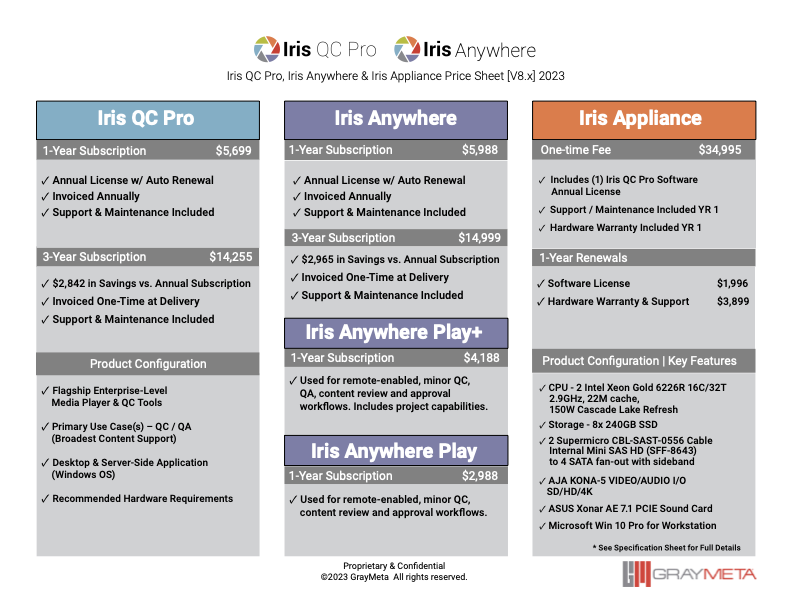 Iris QC Pro Iris Anywhere
Iris QC Pro, Iris Anywhere & Iris Appliance Price Sheet [V8.x] 2023
Iris QC Pro
1-Year Subscription $5,699
✓ Annual License w/ Auto Renewal
✓ Invoiced Annually
✓ Support & Maintenance Included
3-Year Subscription $14,255
✓ $2,842 in Savings vs. Annual Subscription
✓ Invoiced One-Time at Delivery
✓ Support & Maintenance Included
Product Configuration
✓ Flagship Enterprise-Level
Media Player & QC Tools
✓ Primary Use Case(s) – QC / QA
(Broadest Content Support)
✓ Desktop & Server-Side Application
(Windows OS)
✓ Recommended Hardware Requirements
Iris Anywhere
1-Year Subscription $5,988
✓ Annual License w/ Auto Renewal
✓ Invoiced Annually
✓ Support & Maintenance Included
3-Year Subscription $14,999
✓ $2,965 in Savings vs. Annual Subscription
✓ Invoiced One-Time at Delivery
✓ Support & Maintenance Included
Iris Anywhere Play+
1-Year Subscription $4,188
✓ Used for remote-enabled, minor QC,
QA, content review and approval
workflows. Includes project capabilities.
Iris Anywhere Play
1-Year Subscription $2,988
✓ Used for remote-enabled, minor QC,
content review and approval workflows.
Iris Appliance
One-time Fee $34,995
✓ Includes (1) Iris QC Pro Software
Annual License
✓ Support / Maintenance Included YR 1
✓ Hardware Warranty Included YR 1
1-Year Renewals
✓ Software License $1,996
✓ Hardware Warranty & Support $3,899
Product Configuration | Key Features
✓ CPU - 2 Intel Xeon Gold 6226R 16C/32T
2.9GHz, 22M cache,
150W Cascade Lake Refresh
✓ Storage - 8x 240GB SSD
✓ 2 Supermicro CBL-SAST-0556 Cable
Internal Mini SAS HD (SFF-8643)
to 4 SATA fan-out with sideband
✓ AJA KONA-5 VIDEO/AUDIO I/O
SD/HD/4K
✓ ASUS Xonar AE 7.1 PCIE Sound Card
✓ Microsoft Win 10 Pro for Workstation
* See Specification Sheet for Full Details
Proprietary & Confidential
©2023 GrayMeta All rights reserved.
GRAYMETA